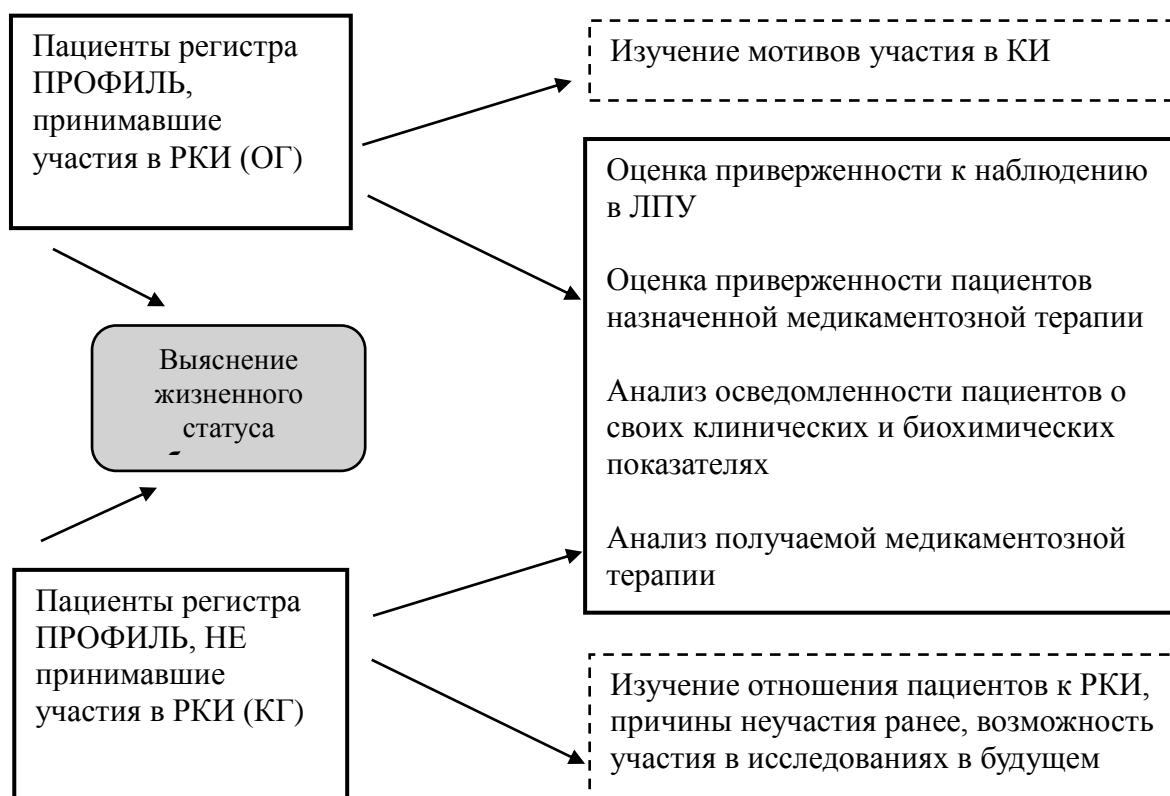 Пациенты регистра
ПРОФИЛЬ,
принимавшие
участия в РКИ (ОГ)
Изучение мотивов участия в КИ
Оценка приверженности к наблюдению
в ЛПУ
Оценка приверженности пациентов
назначенной медикаментозной терапии
Анализ осведомленности пациентов о
своих клинических и биохимических
показателях
Анализ получаемой медикаментозной
терапии
Выяснение
жизненного
статуса
Пациенты регистра
ПРОФИЛЬ, НЕ
принимавшие
участия в РКИ (КГ)
Изучение отношения пациентов к РКИ,
причины неучастия ранее, возможность
участия в исследованиях в будущем